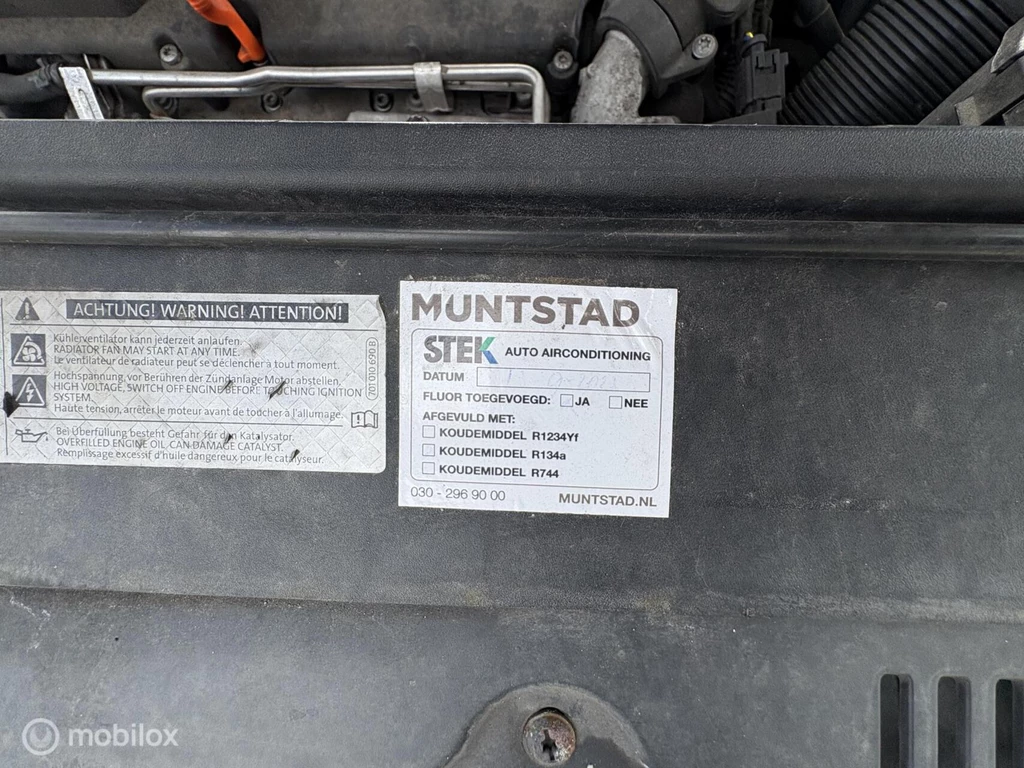 ACHTUNG! WARNING! ATTENTION!
Kühlerventilator kann jederzeit anlaufen.
RADIATOR FAN MAY START AT ANY TIME.
Le ventilateur de radiateur peut se déclencher à tout moment.
Hochspannung, vor Berühren der Zündanlage Motor abstellen,
HIGH VOLTAGE, SWITCH OFF ENGINE BEFORE TOUCHING IGNITION
SYSTEM.
Haute tension, arrêter le moteur avant de toucher à l'allumage.
Bei Überfüllung besteht Gefahr für den Katalysator.
OVERFILLED ENGINE OIL, CAN DAMAGE CATALYST.
Remplissage excessif d'huile dangereux pour le catalyseur.
7L0 010 690 B
MUNTSTAD
STEK AUTO AIRCONDITIONING
DATUM
FLUOR TOEGEVOEGD: JA NEE
AFGEVULD MET:
KOUDEMIDDEL R1234Yf
KOUDEMIDDEL R134a
KOUDEMIDDEL R744
030 - 296 90 00 MUNTSTAD.NL
mobilox